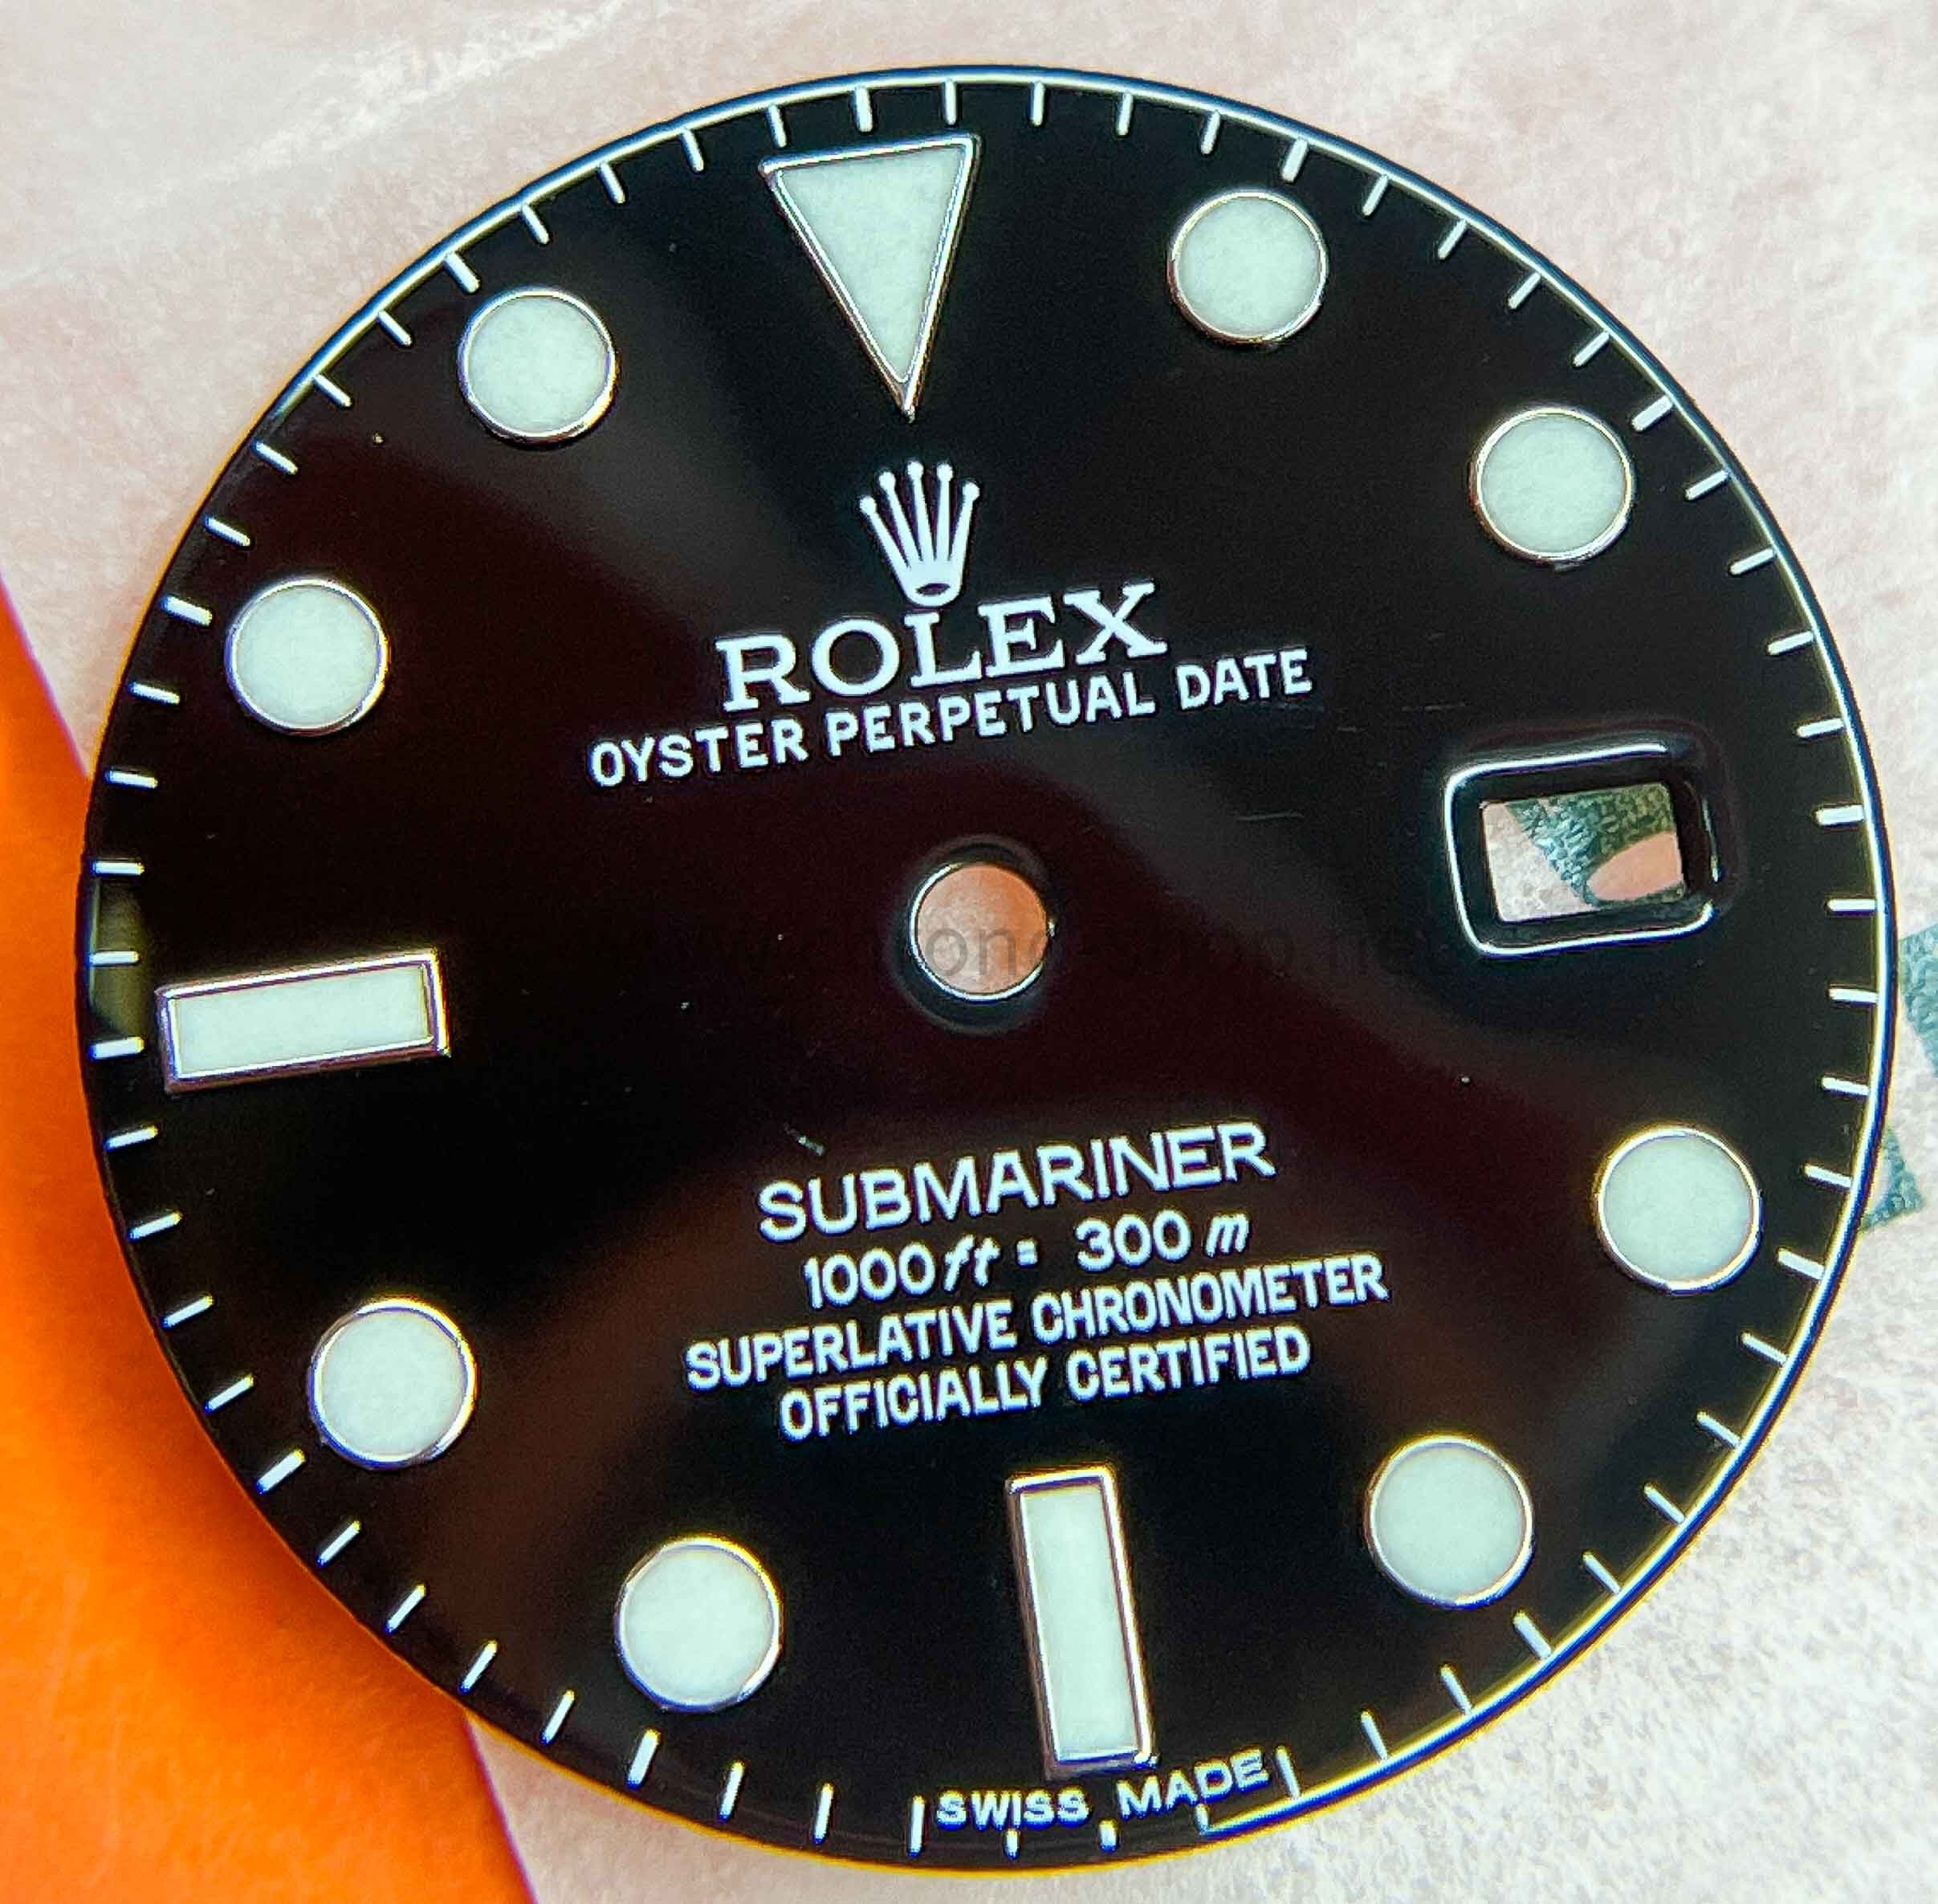 ROLEX
OYSTER PERPETUAL DATE
SUBMARINER
1000ft = 300m
SUPERLATIVE CHRONOMETER
OFFICIALLY CERTIFIED
SWISS MADE